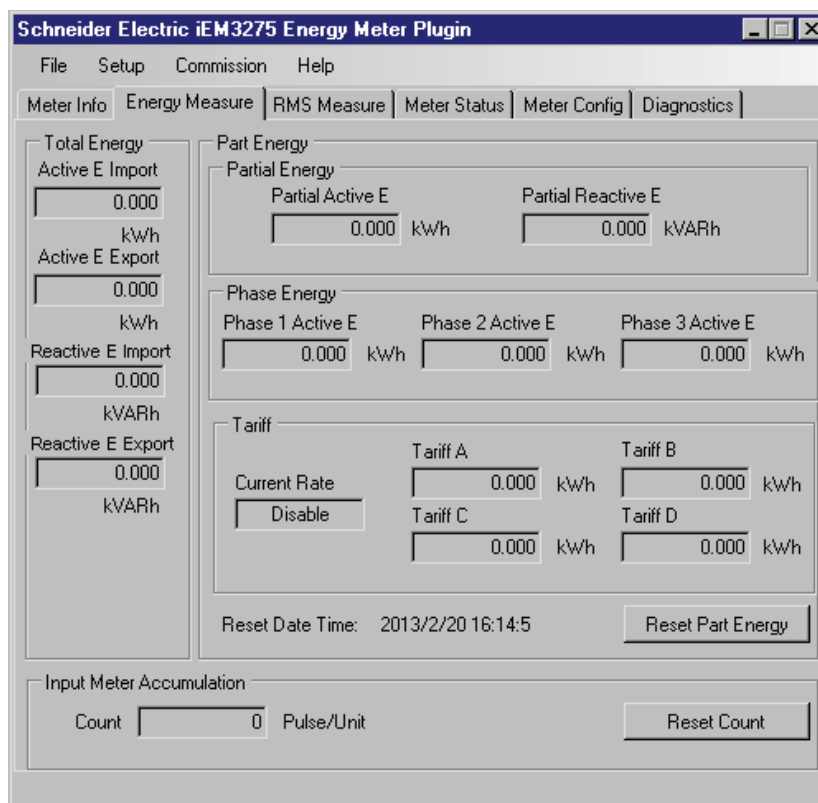 Schneider Electric iEM3275 Energy Meter Plugin
File Setup Commission Help
Meter Info Energy Measure RMS Measure Meter Status Meter Config Diagnostics
Total Energy
Active E Import
0.000
kWh
Active E Export
0.000
kWh
Reactive E Import
0.000
kVARh
Reactive E Export
0.000
kVARh
Part Energy
Partial Energy
Partial Active E Partial Reactive E
0.000 kWh 0.000 kVARh
Phase Energy
Phase 1 Active E Phase 2 Active E Phase 3 Active E
0.000 kWh 0.000 kWh 0.000 kWh
Tariff
Current Rate
Disable
Tariff A Tariff B
0.000 kWh 0.000 kWh
Tariff C Tariff D
0.000 kWh 0.000 kWh
Reset Date Time: 2013/2/20 16:14:5 Reset Part Energy
Input Meter Accumulation
Count 0 Pulse/Unit Reset Count